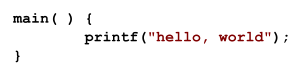 main( ) {
        printf("hello, world");
}